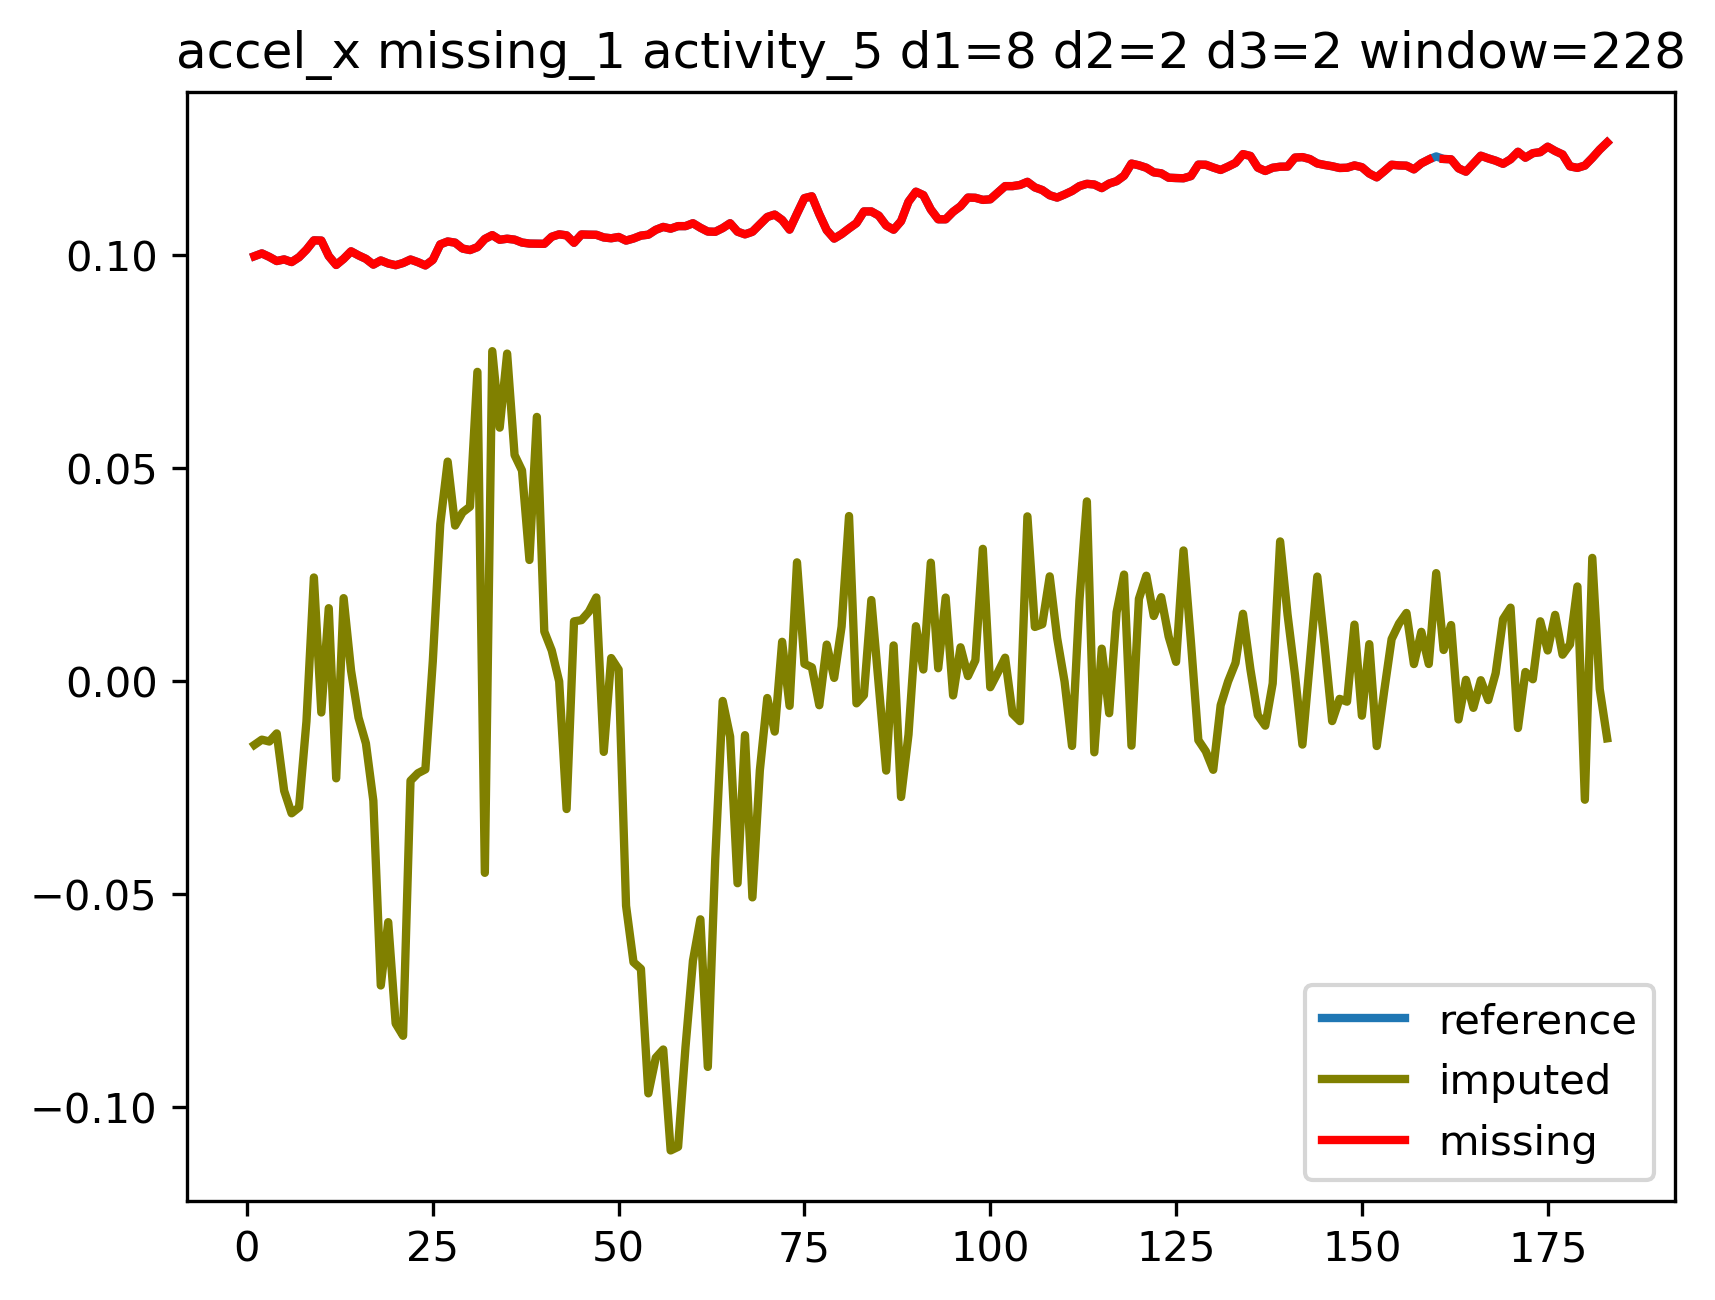 accel_x missing_1 activity_5 d1=8 d2=2 d3=2 window=228
0.10
0.05
0.00
−0.05
−0.10
0 25 50 75 100 125 150 175
reference
imputed
missing